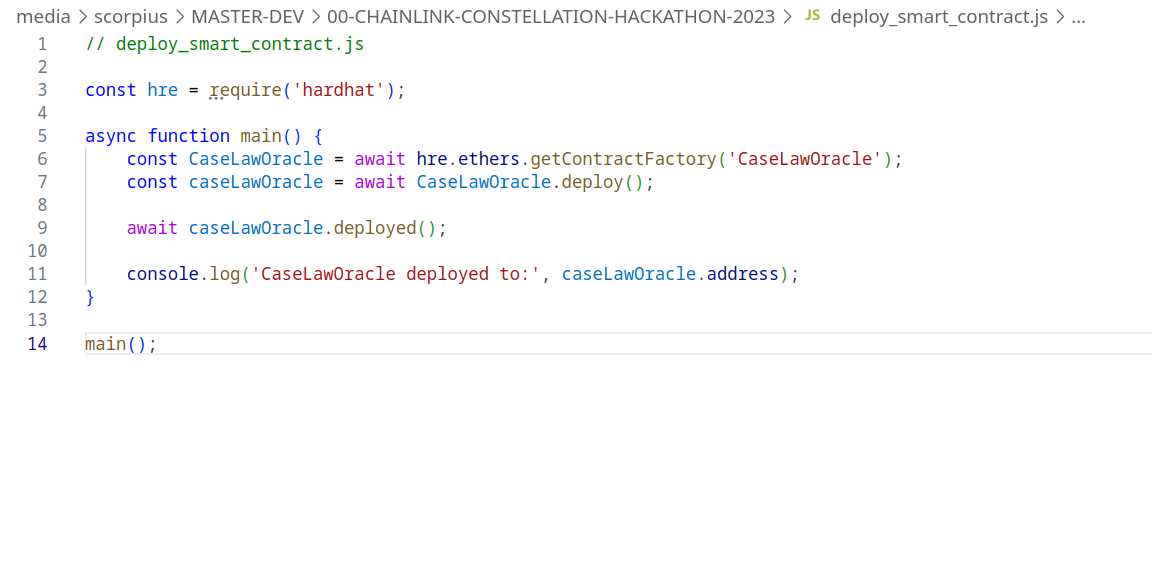 media > scorpius > MASTER-DEV > 00-CHAINLINK-CONSTELLATION-HACKATHON-2023 > JS deploy_smart_contract.js > ...
1 // deploy_smart_contract.js
2
3 const hre = require('hardhat');
4
5 async function main() {
6     const CaseLawOracle = await hre.ethers.getContractFactory('CaseLawOracle');
7     const caseLawOracle = await CaseLawOracle.deploy();
8
9     await caseLawOracle.deployed();
10
11     console.log('CaseLawOracle deployed to:', caseLawOracle.address);
12 }
13
14 main();